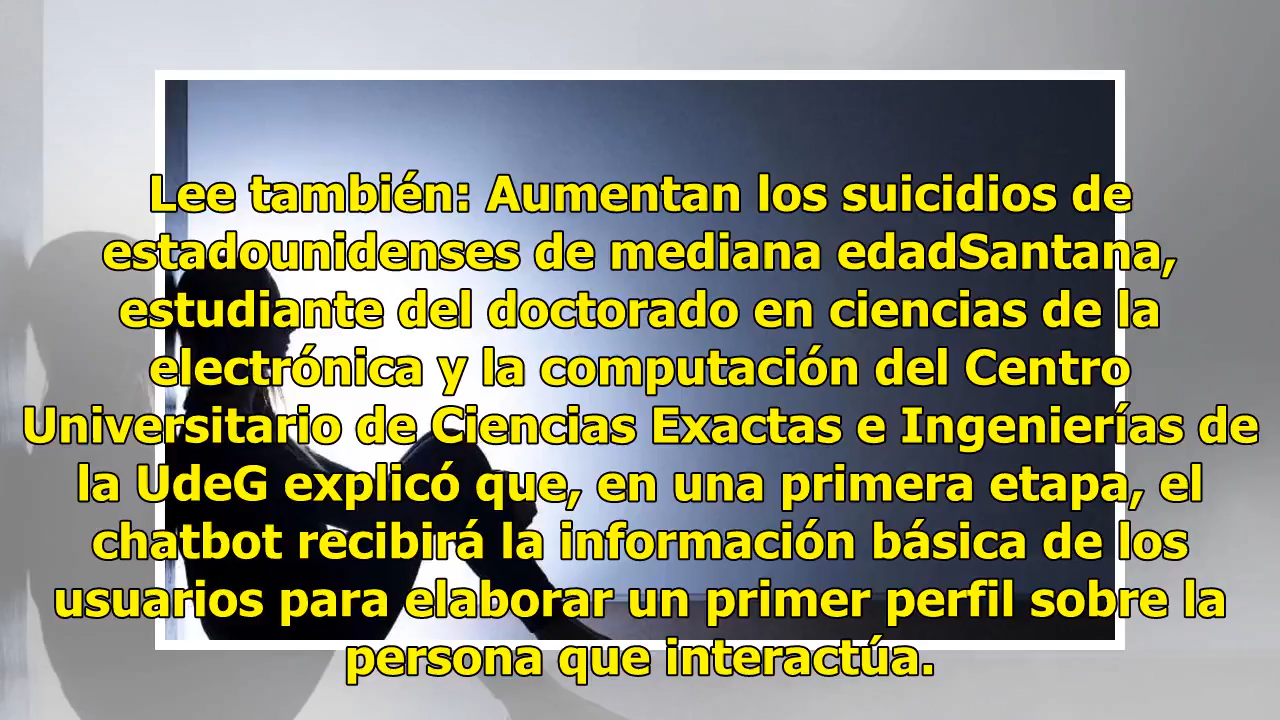 Lee también: Aumentan los suicidios de
estadounidenses de mediana edadSantana,
estudiante del doctorado en ciencias de la
electrónica y la computación del Centro
Universitario de Ciencias Exactas e Ingenierías de
la UdeG explicó que, en una primera etapa, el
chatbot recibirá la información básica de los
usuarios para elaborar un primer perfil sobre la
persona que interactúa.